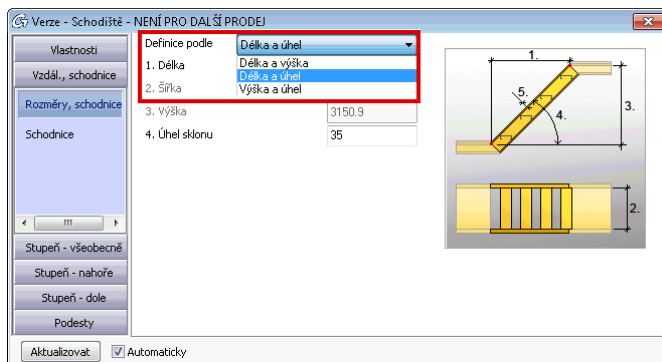 Verze - Schodiště - NENÍ PRO DALŠÍ PRODEJ
Vlastnosti
Vzdál., schodnice
Rozměry, schodnice
Schodnice
Stupeň - všeobecně
Stupeň - nahoře
Stupeň - dole
Podesty
Definice podle
Délka a úhel
Délka a výška
Délka a úhel
Výška a úhel
1. Délka
2. Šířka
3. Výška
3150.9
4. Úhel sklonu
35
1.
5.
4.
3.
2.
Aktualizovat
Automaticky